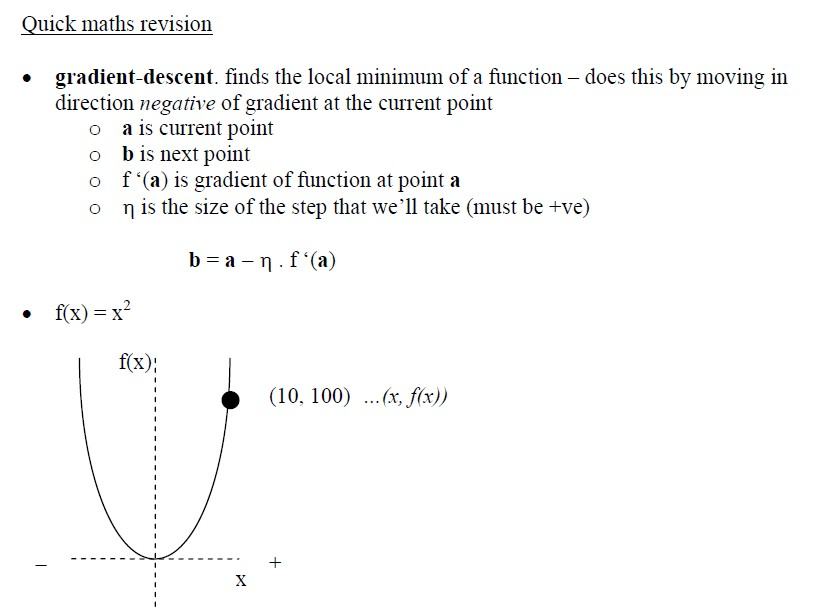 Quick maths revision
• gradient-descent. finds the local minimum of a function – does this by moving in
direction negative of gradient at the current point
o a is current point
o b is next point
o f ‘(a) is gradient of function at point a
o η is the size of the step that we’ll take (must be +ve)
b = a – η . f ‘(a)
• f(x) = x²
f(x)
(10, 100) ...(x, f(x))
– +
x